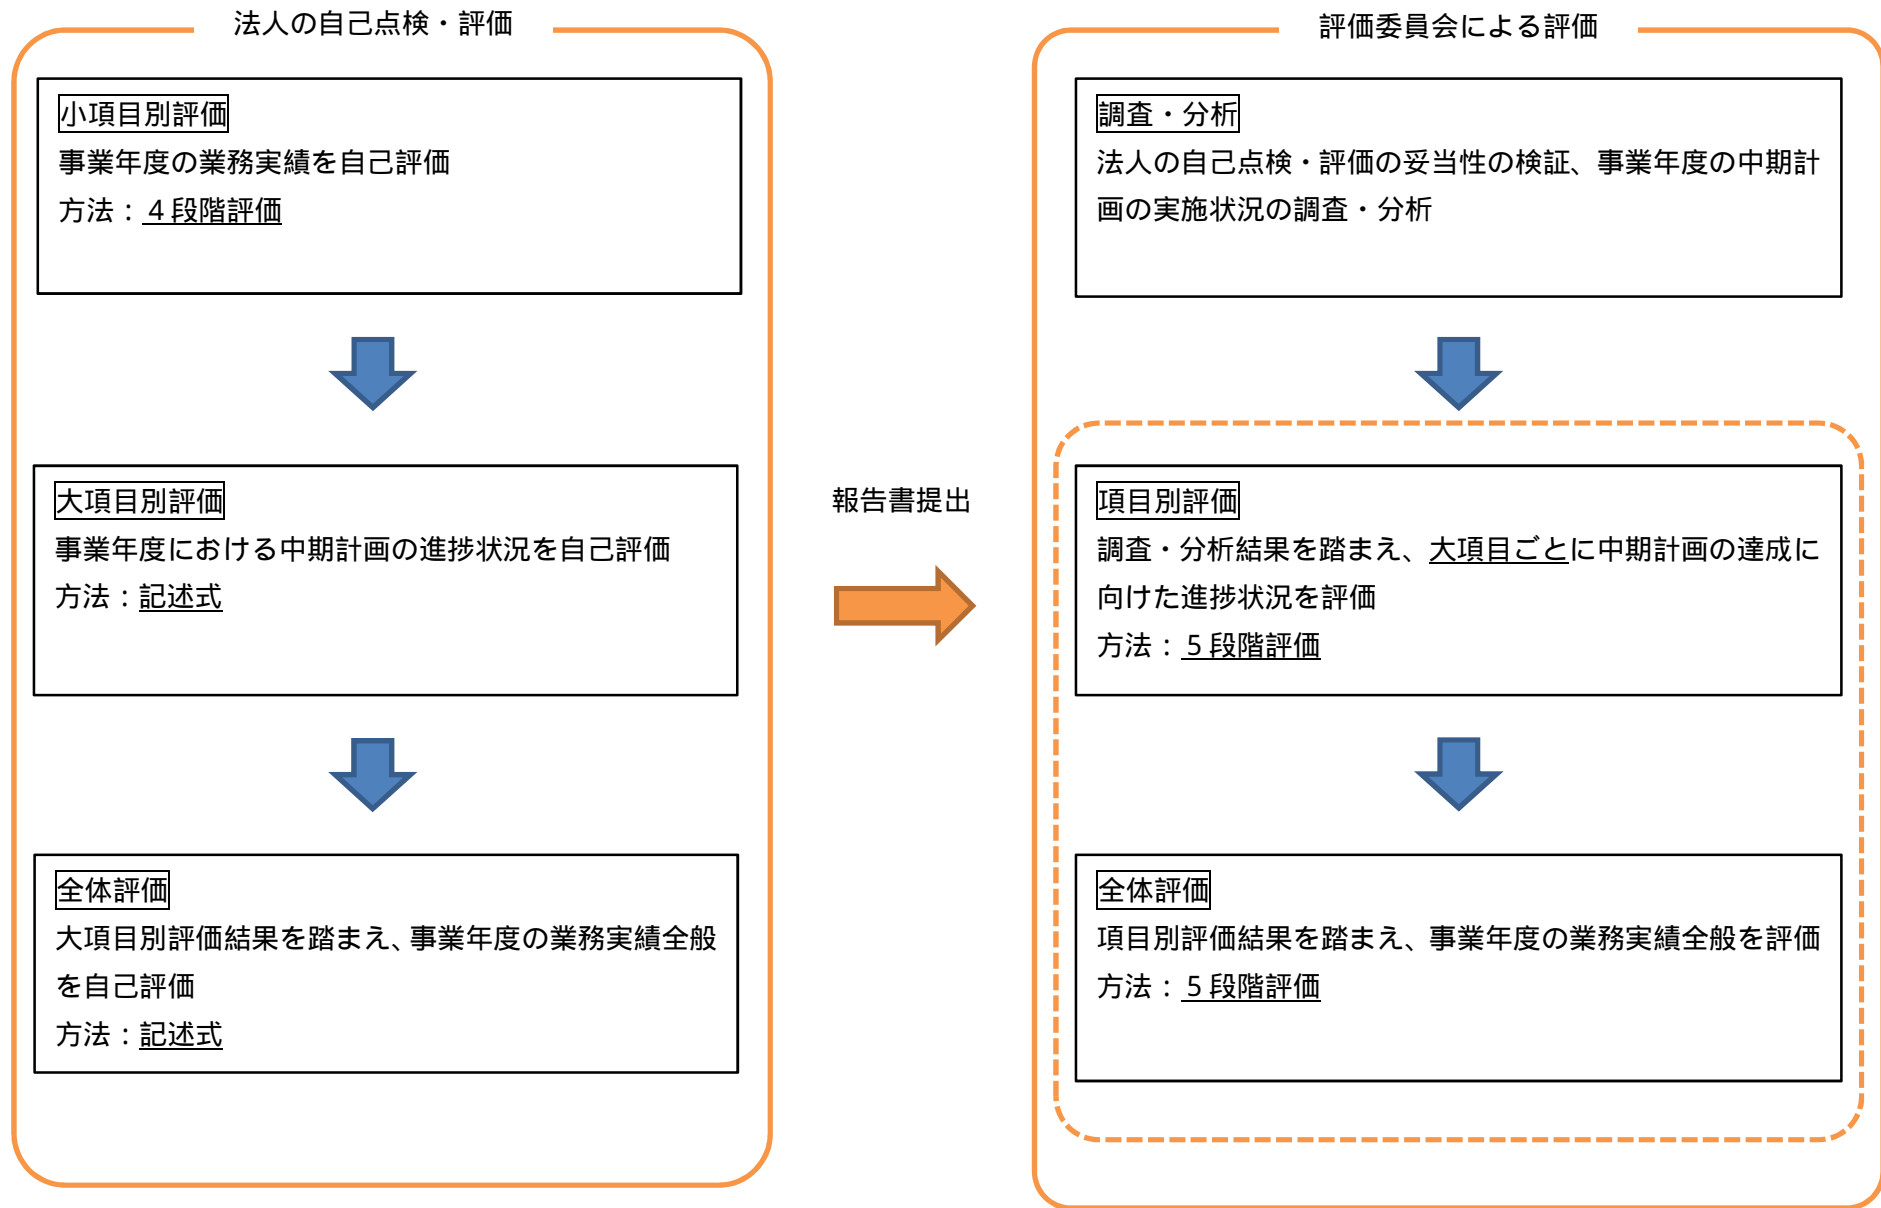 法人の自己点検・評価
小項目別評価
事業年度の業務実績を自己評価
方法：４段階評価
大項目別評価
事業年度における中期計画の進捗状況を自己評価
方法：記述式
全体評価
大項目別評価結果を踏まえ、事業年度の業務実績全般
を自己評価
方法：記述式
報告書提出
評価委員会による評価
調査・分析
法人の自己点検・評価の妥当性の検証、事業年度の中期計
画の実施状況の調査・分析
項目別評価
調査・分析結果を踏まえ、大項目ごとに中期計画の達成に
向けた進捗状況を評価
方法：５段階評価
全体評価
項目別評価結果を踏まえ、事業年度の業務実績全般を評価
方法：５段階評価